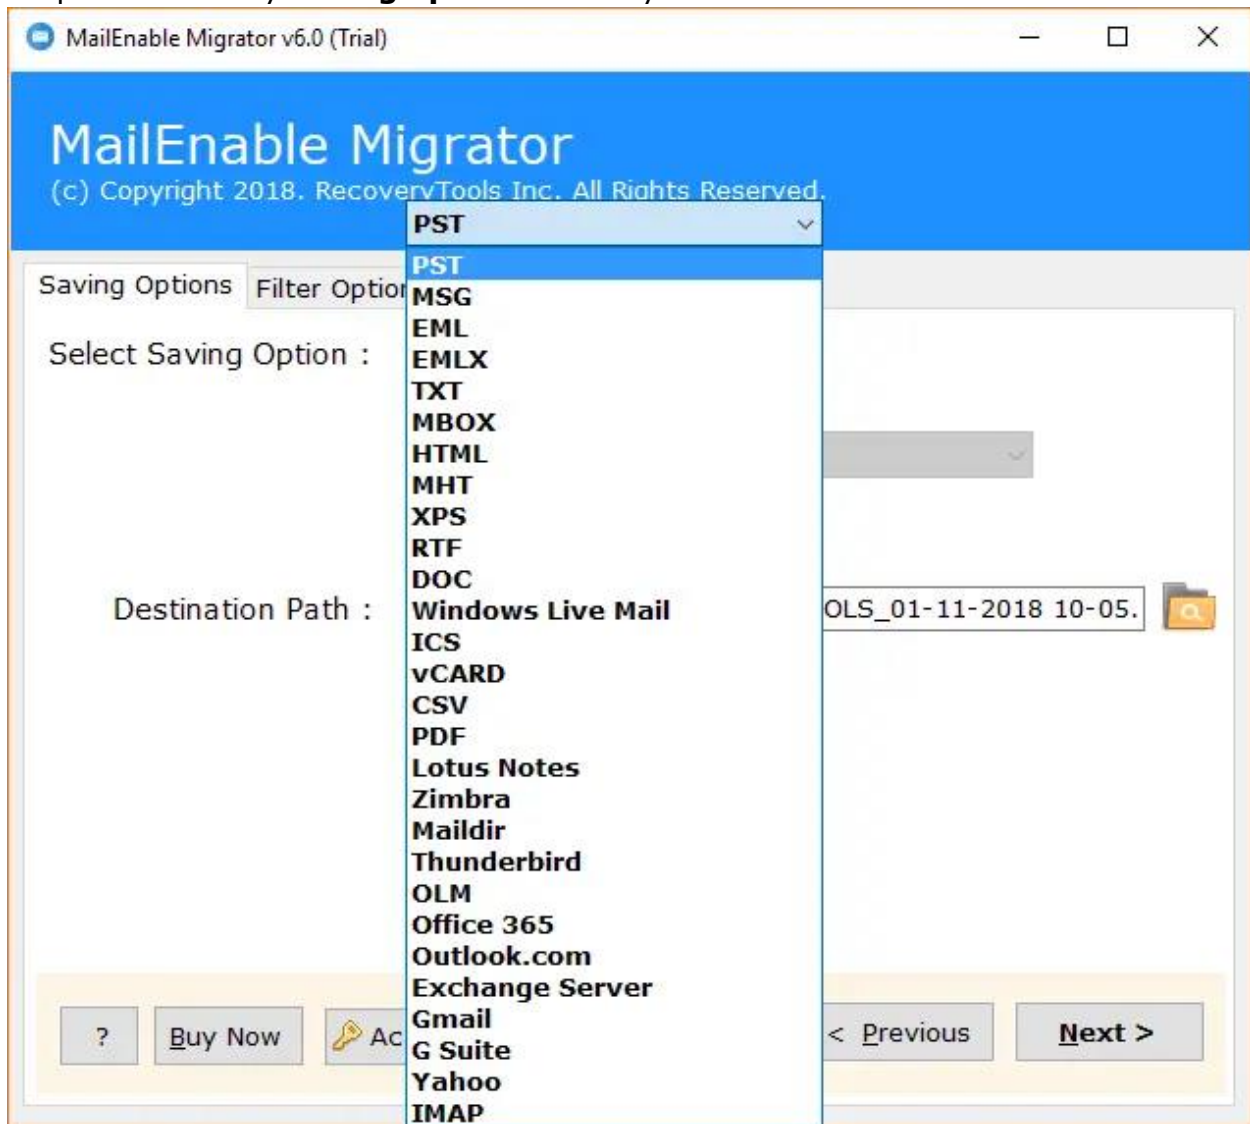 MailEnable Migrator v6.0 (Trial)
MailEnable Migrator
(c) Copyright 2018. RecoveryTools Inc. All Rights Reserved.
PST
PST
MSG
EML
EMLX
TXT
MBOX
HTML
MHT
XPS
RTF
DOC
Windows Live Mail
ICS
vCARD
CSV
PDF
Lotus Notes
Zimbra
Maildir
Thunderbird
OLM
Office 365
Outlook.com
Exchange Server
Gmail
G Suite
Yahoo
IMAP
Saving Options Filter Option
Select Saving Option :
Destination Path : OLS_01-11-2018 10-05.
? Buy Now Ac < Previous Next >